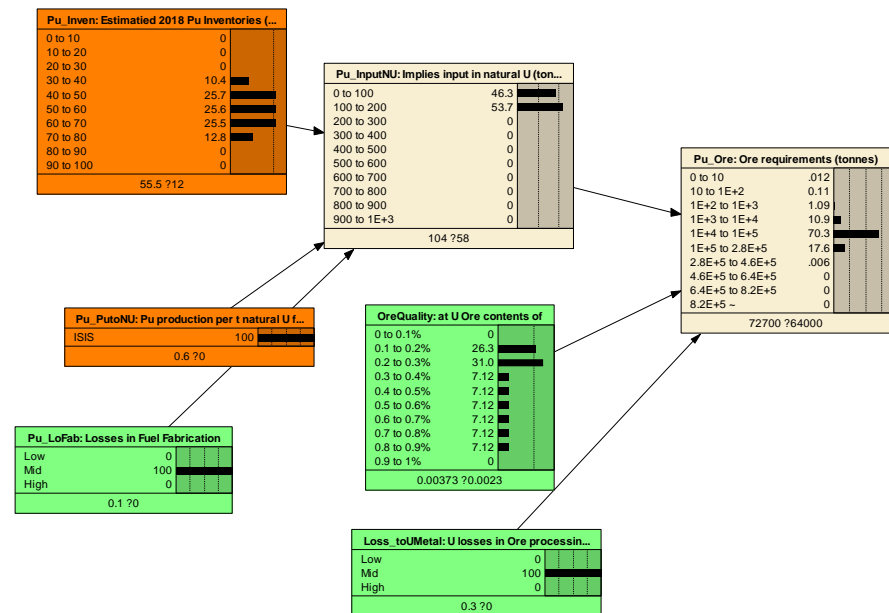 Pu_Inven: Estimatied 2018 Pu Inventories (...
0 to 10 0
10 to 20 0
20 to 30 0
30 to 40 10.4
40 to 50 25.7
50 to 60 25.6
60 to 70 25.5
70 to 80 12.8
80 to 90 0
90 to 100 0
55.5 ?12
Pu_InputNU: Implies input in natural U (ton...
0 to 100 46.3
100 to 200 53.7
200 to 300 0
300 to 400 0
400 to 500 0
500 to 600 0
600 to 700 0
700 to 800 0
800 to 900 0
900 to 1E+3 0
104 ?58
Pu_Ore: Ore requirements (tonnes)
0 to 10 .012
10 to 1E+2 0.11
1E+2 to 1E+3 1.09
1E+3 to 1E+4 10.9
1E+4 to 1E+5 70.3
1E+5 to 2.8E+5 17.6
2.8E+5 to 4.6E+5 .006
4.6E+5 to 6.4E+5 0
6.4E+5 to 8.2E+5 0
8.2E+5 ~ 0
72700 ?64000
Pu_PutoNU: Pu production per t natural U f...
ISIS 100
0.6 ?0
OreQuality: at U Ore contents of
0 to 0.1% 0
0.1 to 0.2% 26.3
0.2 to 0.3% 31.0
0.3 to 0.4% 7.12
0.4 to 0.5% 7.12
0.5 to 0.6% 7.12
0.6 to 0.7% 7.12
0.7 to 0.8% 7.12
0.8 to 0.9% 7.12
0.9 to 1% 0
0.00373 ?0.0023
Pu_LoFab: Losses in Fuel Fabrication
Low 0
Mid 100
High 0
0.1 ?0
Loss_toUMetal: U losses in Ore processin...
Low 0
Mid 100
High 0
0.3 ?0